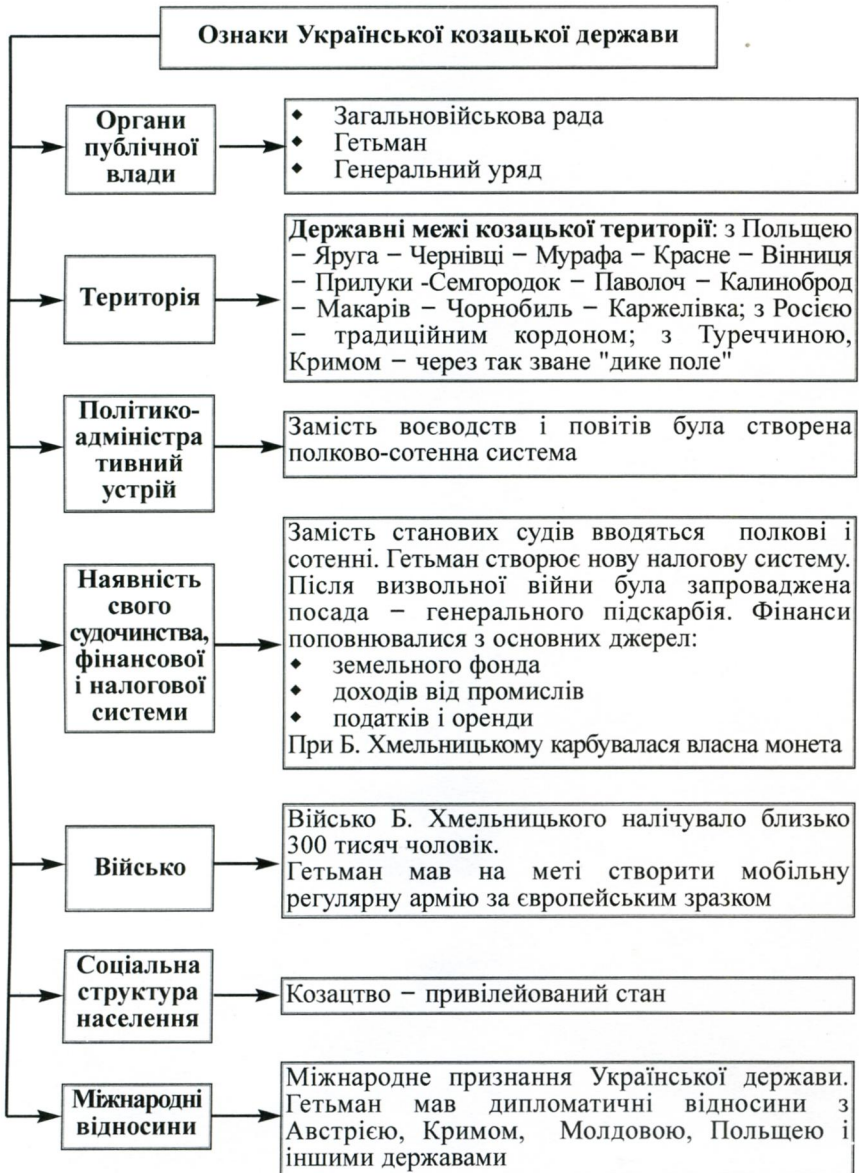 Ознаки Української козацької держави
Органи
публічної
влади
◆ Загальновійськова рада
◆ Гетьман
◆ Генеральний уряд
Територія
Державні межі козацької території: з Польщею
– Яруга – Чернівці – Мурафа – Красне – Вінниця
– Прилуки -Семгородок – Паволоч – Калиноброд
– Макарів – Чорнобиль – Каржелівка; з Росією
– традиційним кордоном; з Туреччиною,
Кримом – через так зване "дике поле"
Політико-
адміністра
тивний
устрій
Замість воєводств і повітів була створена
полково-сотенна система
Наявність
свого
судочинства,
фінансової
і налогової
системи
Замість станових судів вводяться полкові і
сотенні. Гетьман створює нову налогову систему.
Після визвольної війни була запроваджена
посада – генерального підскарбія. Фінанси
поповнювалися з основних джерел:
◆ земельного фонда
◆ доходів від промислів
◆ податків і оренди
При Б. Хмельницькому карбувалася власна монета
Військо
Військо Б. Хмельницького налічувало близько
300 тисяч чоловік.
Гетьман мав на меті створити мобільну
регулярну армію за європейським зразком
Соціальна
структура
населення
Козацтво – привілейований стан
Міжнародні
відносини
Міжнародне признання Української держави.
Гетьман мав дипломатичні відносини з
Австрією, Кримом, Молдовою, Польщею і
іншими державами